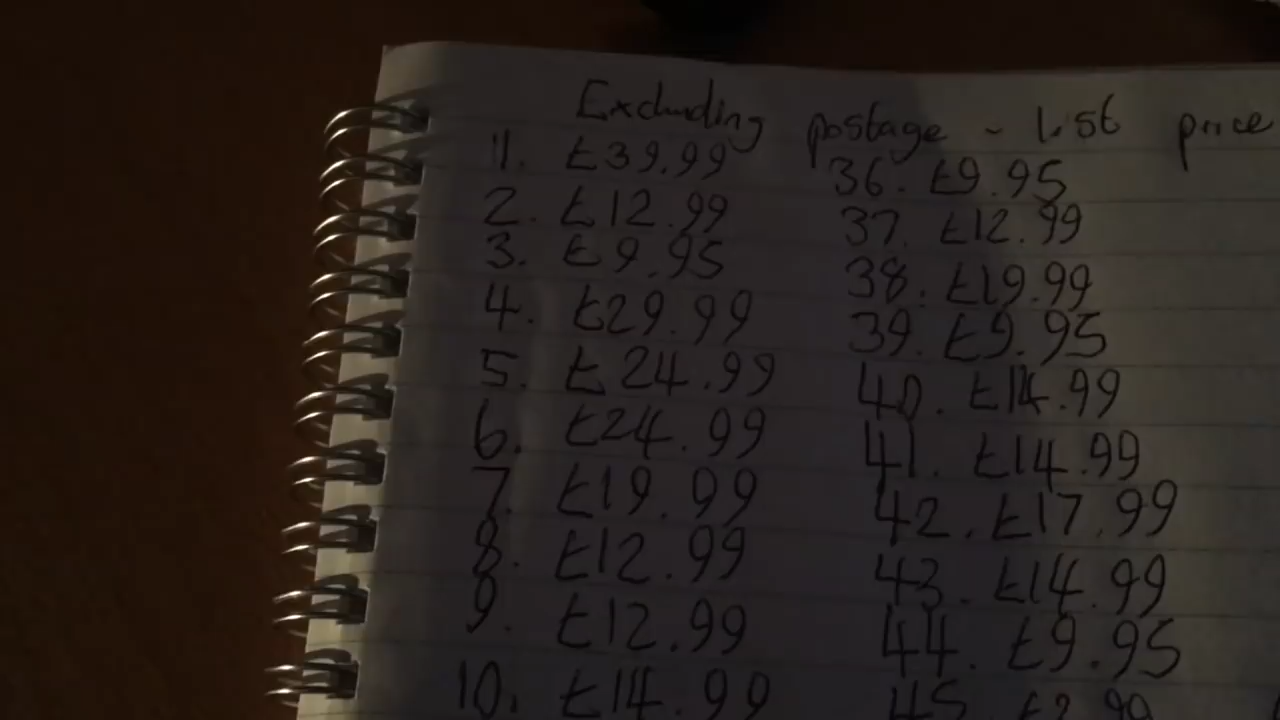 Excluding postage - list price
1. £39.99 36. £9.95
2. £12.99 37. £12.99
3. £9.95 38. £19.99
4. £29.99 39. £9.95
5. £24.99 40. £14.99
6. £24.99 41. £14.99
7. £19.99 42. £17.99
8. £12.99 43. £14.99
9. £12.99 44. £9.95
10. £14.99 45.